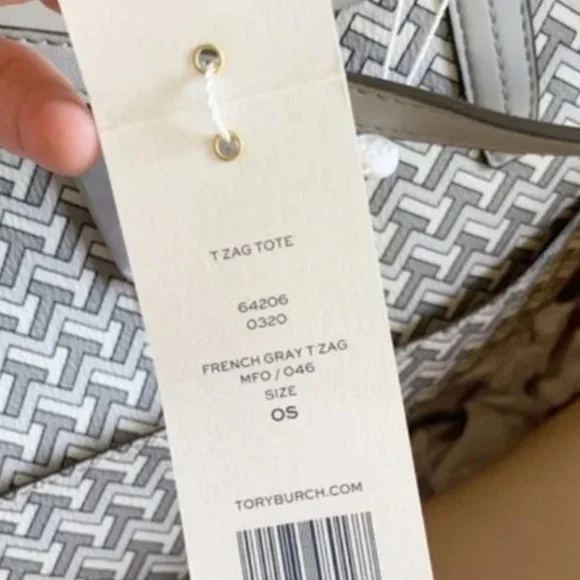 T ZAG TOTE
64206
0320
FRENCH GRAY T ZAG
MFO / 046
SIZE
OS
TORYBURCH.COM